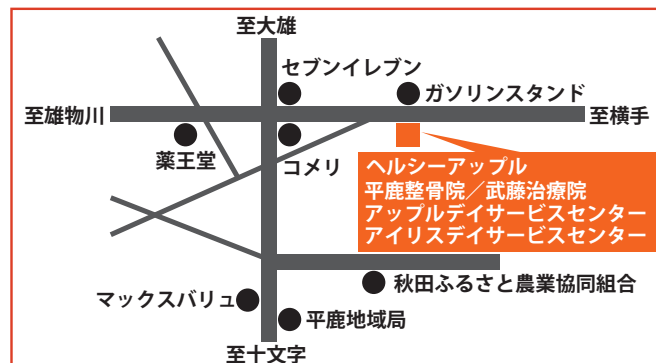 至大雄
セブンイレブン
ガソリンスタンド
至雄物川
至横手
薬王堂
コメリ
ヘルシーアップル
平鹿整骨院／武藤治療院
アップルデイサービスセンター
アイリスデイサービスセンター
秋田ふるさと農業協同組合
マックスバリュ
平鹿地域局
至十文字